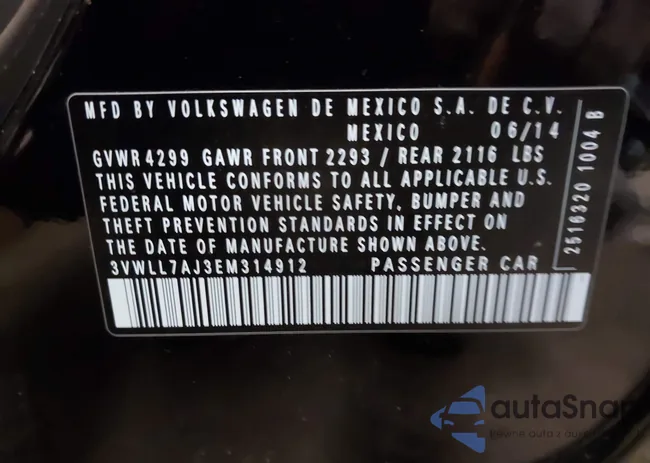 MFD BY VOLKSWAGEN DE MEXICO S.A. DE C.V.
MEXICO 06/14
GVWR 4299 GAWR FRONT 2293 / REAR 2116 LBS
THIS VEHICLE CONFORMS TO ALL APPLICABLE U.S.
FEDERAL MOTOR VEHICLE SAFETY, BUMPER AND
THEFT PREVENTION STANDARDS IN EFFECT ON
THE DATE OF MANUFACTURE SHOWN ABOVE.
3VWLL7AJ3EM314912 PASSENGER CAR
2516320 1004 B
autaSnap